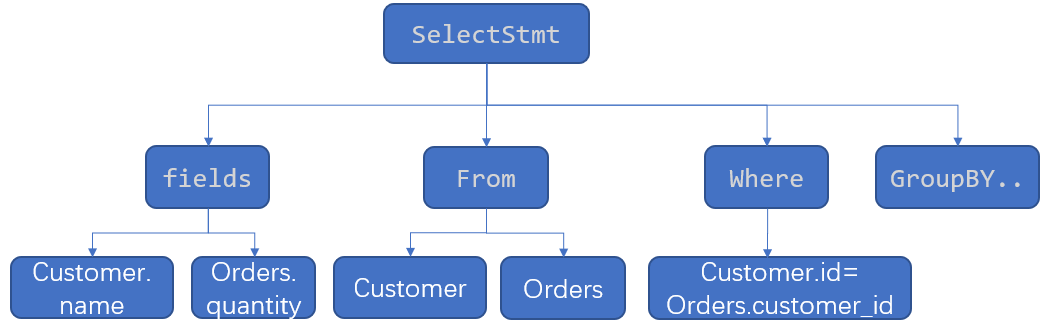 SelectStmt
fields
From
Where
GroupBY..
Customer.
name
Orders.
quantity
Customer
Orders
Customer.id=
Orders.customer_id